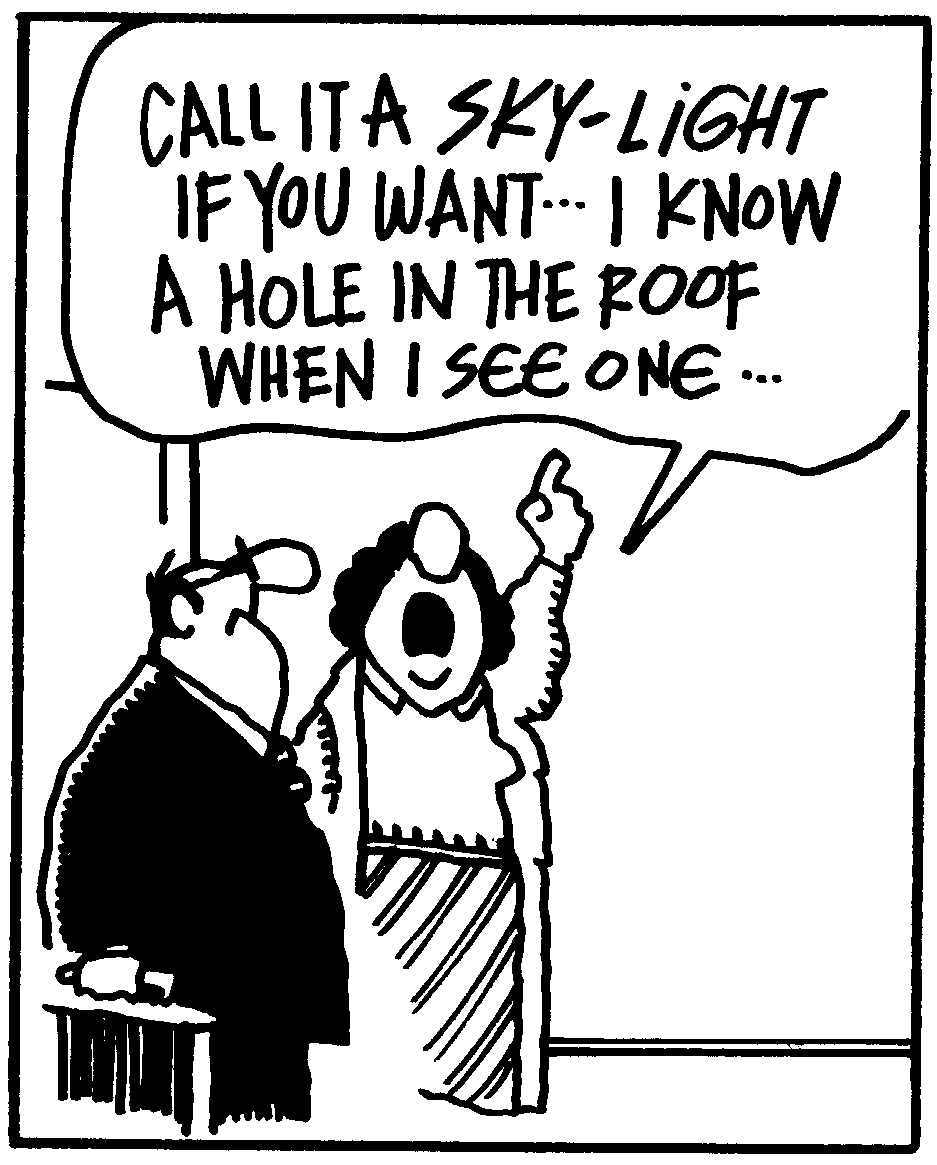 CALL IT A SKY-LiGHT
IF YOU WANT... I KNOW
A HOLE IN THE ROOF
WHEN I SEE ONE...